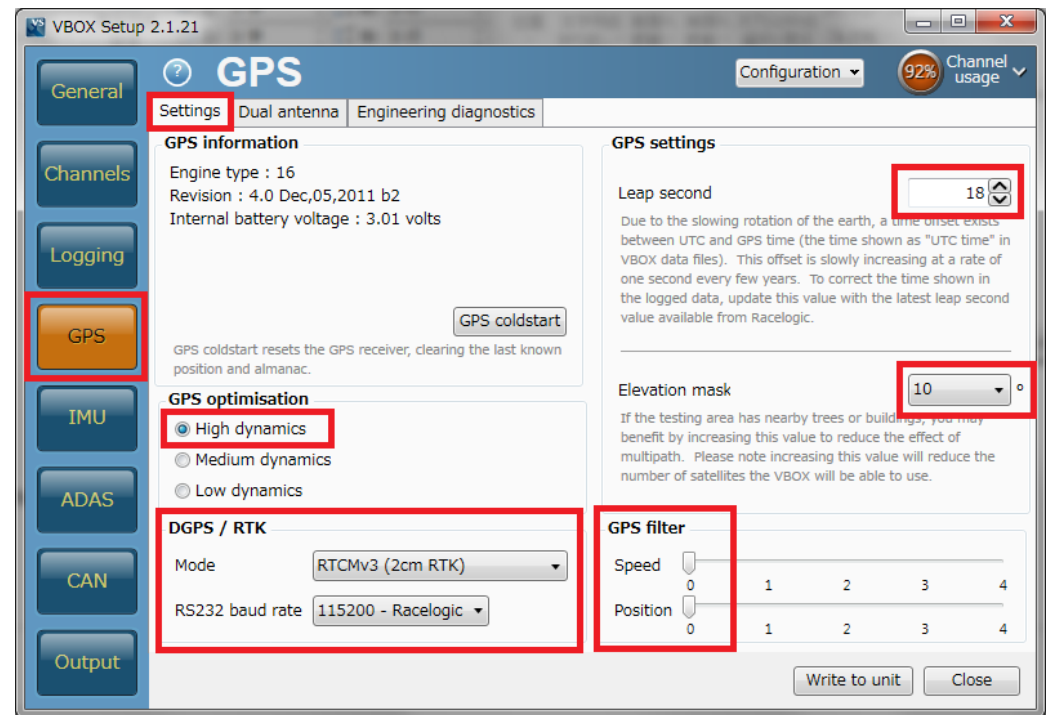 VBOX Setup 2.1.21
General
Channels
Logging
GPS
IMU
ADAS
CAN
Output
GPS
Configuration
92%
Channel
usage
Settings
Dual antenna
Engineering diagnostics
GPS information
Engine type : 16
Revision : 4.0 Dec,05,2011 b2
Internal battery voltage : 3.01 volts
GPS coldstart
GPS coldstart resets the GPS receiver, clearing the last known
position and almanac.
GPS optimisation
High dynamics
Medium dynamics
Low dynamics
DGPS / RTK
Mode
RTCMv3 (2cm RTK)
RS232 baud rate
115200 - Racelogic
GPS settings
Leap second
18
Due to the slowing rotation of the earth, a time offset exists
between UTC and GPS time (the time shown as "UTC time" in
VBOX data files). This offset is slowly increasing at a rate of
one second every few years. To correct the time shown in
the logged data, update this value with the latest leap second
value available from Racelogic.
Elevation mask
10
°
If the testing area has nearby trees or buildings, you may
benefit by increasing this value to reduce the effect of
multipath. Please note increasing this value will reduce the
number of satellites the VBOX will be able to use.
GPS filter
Speed
0 1 2 3 4
Position
0 1 2 3 4
Write to unit
Close